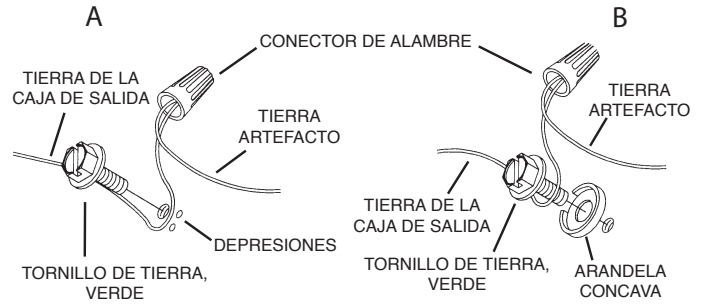 A
B
CONECTOR DE ALAMBRE
TIERRA DE LA
CAJA DE SALIDA
TIERRA
ARTEFACTO
DEPRESIONES
TORNILLO DE TIERRA,
VERDE
TIERRA
ARTEFACTO
TIERRA DE LA
CAJA DE SALIDA
TORNILLO DE TIERRA,
VERDE
ARANDELA
CONCAVA